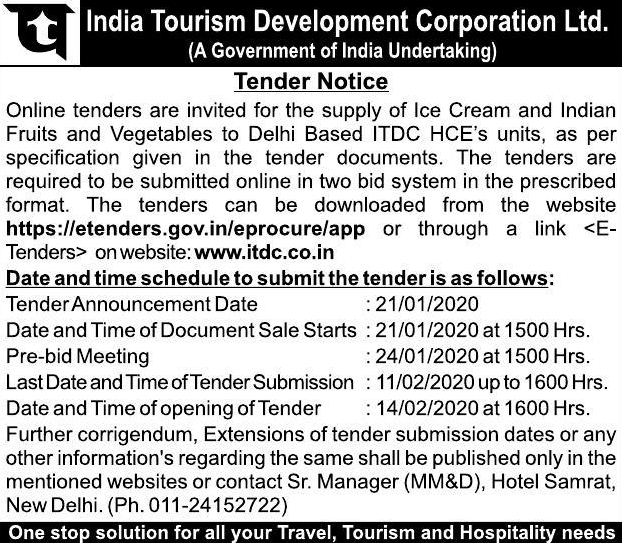 India Tourism Development Corporation Ltd.
(A Government of India Undertaking)
Tender Notice
Online tenders are invited for the supply of Ice Cream and Indian
Fruits and Vegetables to Delhi Based ITDC HCE's units, as per
specification given in the tender documents. The tenders are
required to be submitted online in two bid system in the prescribed
format. The tenders can be downloaded from the website
https://etenders.gov.in/eprocure/app or through a link <E-
Tenders> on website: www.itdc.co.in
Date and time schedule to submit the tender is as follows:
Tender Announcement Date : 21/01/2020
Date and Time of Document Sale Starts : 21/01/2020 at 1500 Hrs.
Pre-bid Meeting : 24/01/2020 at 1500 Hrs.
Last Date and Time of Tender Submission : 11/02/2020 up to 1600 Hrs.
Date and Time of opening of Tender : 14/02/2020 at 1600 Hrs.
Further corrigendum, Extensions of tender submission dates or any
other information's regarding the same shall be published only in the
mentioned websites or contact Sr. Manager (MM&D), Hotel Samrat,
New Delhi. (Ph. 011-24152722)
One stop solution for all your Travel, Tourism and Hospitality needs